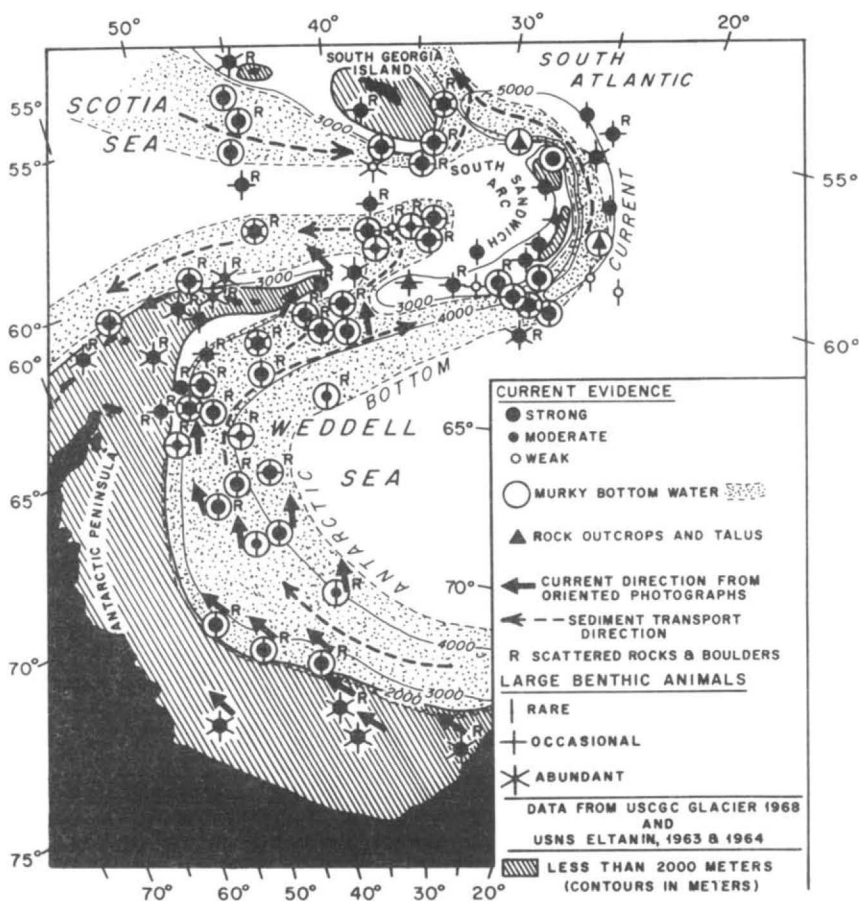 50° 40° 30° 20°
SOUTH GEORGIA
ISLAND
SOUTH
ATLANTIC
SCOTIA
SEA
3000
5000
55°
55°
55°
SOUTH SANDWICH
ARC
CURRENT
3000
3000
4000
60°
60°
60°
BOTTOM
WEDDELL
SEA
ANTARCTIC
65°
65°
ANTARCTIC PENINSULA
70°
70°
4000
3000
2000
75°
70° 60° 50° 40° 30° 20°
CURRENT EVIDENCE
STRONG
MODERATE
WEAK
MURKY BOTTOM WATER
ROCK OUTCROPS AND TALUS
CURRENT DIRECTION FROM
ORIENTED PHOTOGRAPHS
SEDIMENT TRANSPORT
DIRECTION
R SCATTERED ROCKS & BOULDERS
LARGE BENTHIC ANIMALS
RARE
OCCASIONAL
ABUNDANT
DATA FROM USCGC GLACIER 1968
AND
USNS ELTANIN, 1963 & 1964
LESS THAN 2000 METERS
(CONTOURS IN METERS)